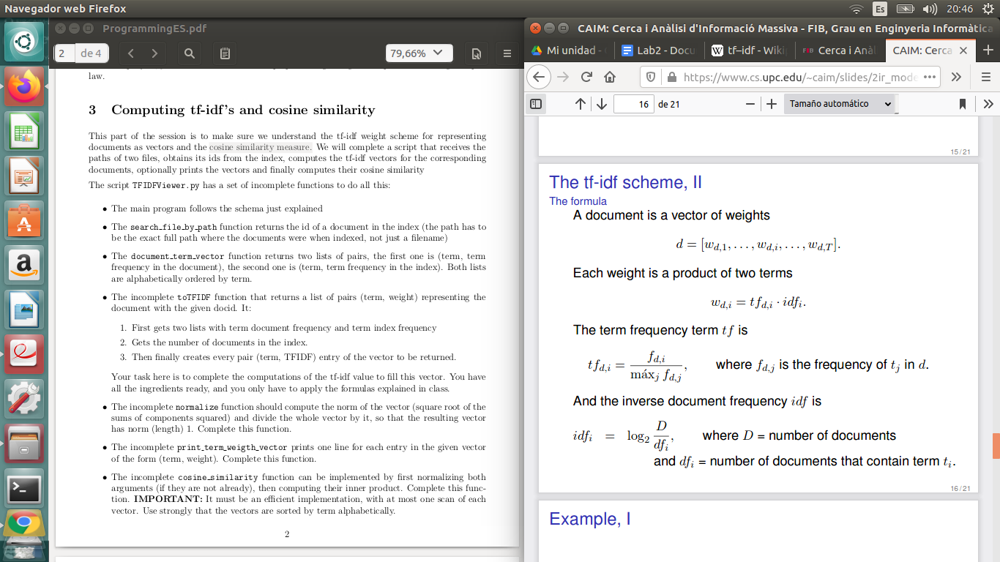 Navegador web Firefox
Es
20:46
ProgrammingES.pdf
2 de 4
79,66%
law.
3 Computing tf-idf's and cosine similarity
This part of the session is to make sure we understand the tf-idf weight scheme for representing
documents as vectors and the cosine similarity measure. We will complete a script that receives the
paths of two files, obtains its ids from the index, computes the tf-idf vectors for the corresponding
documents, optionally prints the vectors and finally computes their cosine similarity
The script TFIDFViewer.py has a set of incomplete functions to do all this:
• The main program follows the schema just explained
• The search_file_by_path function returns the id of a document in the index (the path has to
be the exact full path where the documents were when indexed, not just a filename)
• The document_term_vector function returns two lists of pairs, the first one is (term, term
frequency in the document), the second one is (term, term frequency in the index). Both lists
are alphabetically ordered by term.
• The incomplete toTFIDF function that returns a list of pairs (term, weight) representing the
document with the given docid. It:
1. First gets two lists with term document frequency and term index frequency
2. Gets the number of documents in the index.
3. Then finally creates every pair (term, TFIDF) entry of the vector to be returned.
Your task here is to complete the computations of the tf-idf value to fill this vector. You have
all the ingredients ready, and you only have to apply the formulas explained in class.
• The incomplete normalize function should compute the norm of the vector (square root of the
sums of components squared) and divide the whole vector by it, so that the resulting vector
has norm (length) 1. Complete this function.
• The incomplete print_term_weigth_vector prints one line for each entry in the given vector
of the form (term, weight). Complete this function.
• The incomplete cosine_similarity function can be implemented by first normalizing both
arguments (if they are not already), then computing their inner product. Complete this func-
tion. IMPORTANT: It must be an efficient implementation, with at most one scan of each
vector. Use strongly that the vectors are sorted by term alphabetically.
2
CAIM: Cerca i Anàlisi d'Informació Massiva - FIB, Grau en Enginyeria Informàtica
Mi unidad -
Lab2 - Docu
W tf–idf - Wiki
FIB Cerca i Anàl
CAIM: Cerca
https://www.cs.upc.edu/~caim/slides/2ir_mode
16 de 21
Tamaño automático
15/21
The tf-idf scheme, II
The formula
A document is a vector of weights
d = [w_{d,1}, . . . , w_{d,i}, . . . , w_{d,T}].
Each weight is a product of two terms
w_{d,i} = tf_{d,i} · idf_i.
The term frequency term tf is
tf_{d,i} = f_{d,i} / máx_j f_{d,j}, where f_{d,j} is the frequency of t_j in d.
And the inverse document frequency idf is
idf_i = log_2 D / df_i, where D = number of documents
and df_i = number of documents that contain term t_i.
16/21
Example, I